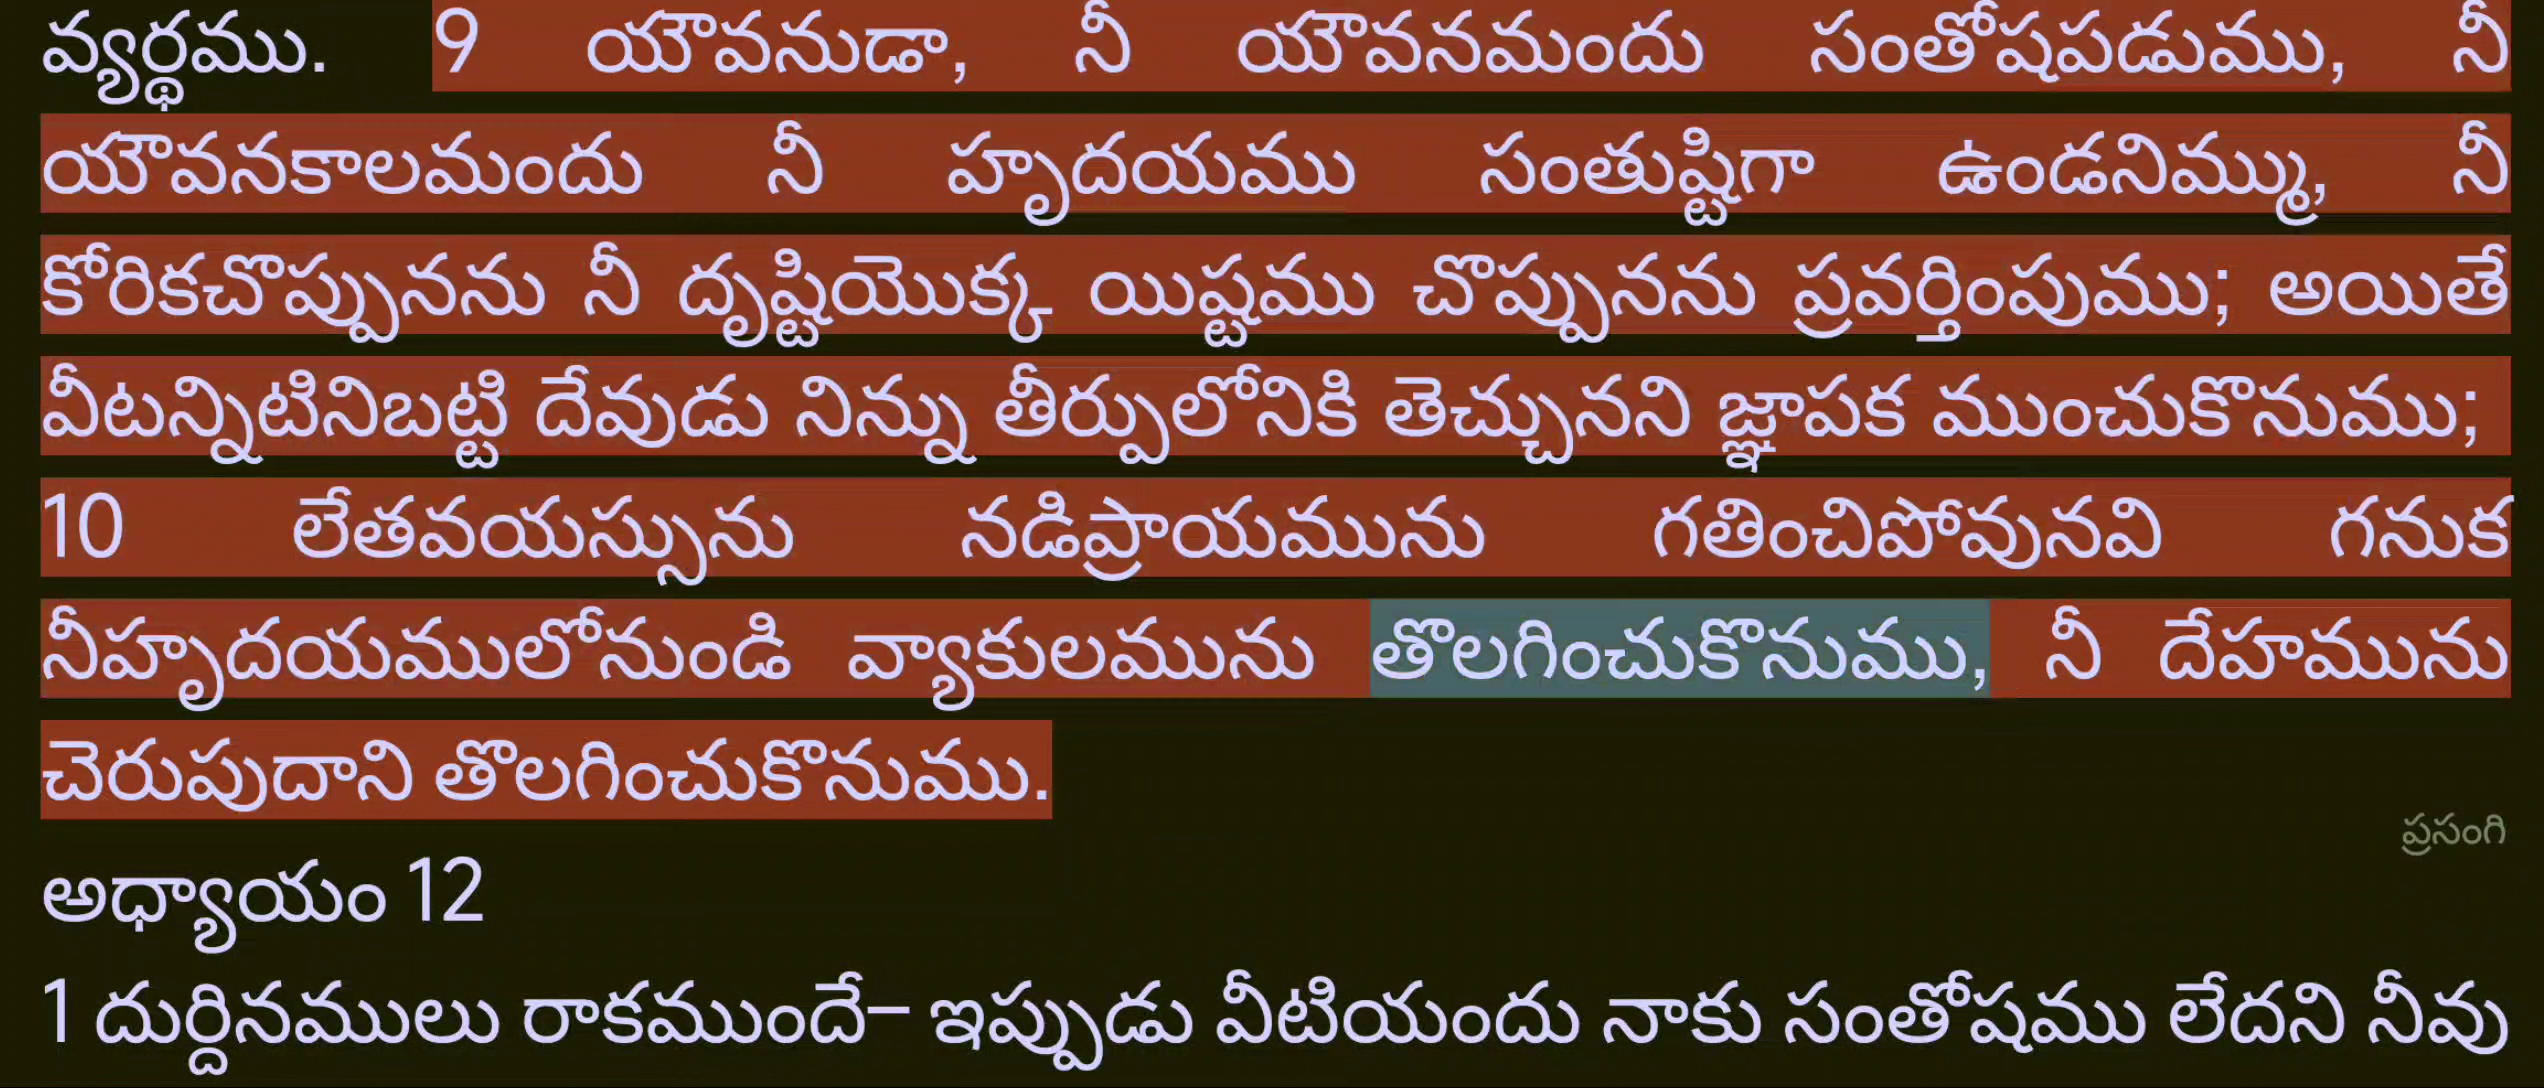 వ్యర్థము. 9 యౌవనుడా, నీ యౌవనమందు సంతోషపడుము, నీ
యౌవనకాలమందు నీ హృదయము సంతుష్టిగా ఉండనిమ్ము, నీ
కోరికచొప్పునను నీ దృష్టియొక్క యిష్టము చొప్పునను ప్రవర్తింపుము; అయితే
వీటన్నిటినిబట్టి దేవుడు నిన్ను తీర్పులోనికి తెచ్చునని జ్ఞాపక ముంచుకొనుము;
10 లేతవయస్సును నడిప్రాయమును గతించిపోవునవి గనుక
నీహృదయములోనుండి వ్యాకులమును తొలగించుకొనుము, నీ దేహమును
చెరుపుదాని తొలగించుకొనుము.
ప్రసంగి
అధ్యాయం 12
1 దుర్దినములు రాకముందే– ఇప్పుడు వీటియందు నాకు సంతోషము లేదని నీవు